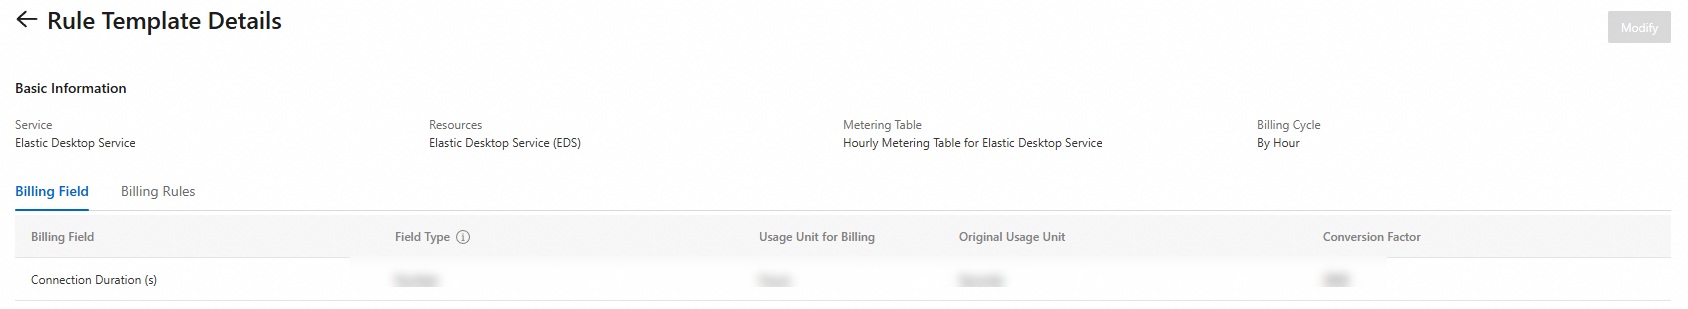 Rule Template Details
Modify
Basic Information
Service
Resources
Metering Table
Billing Cycle
Elastic Desktop Service
Elastic Desktop Service (EDS)
Hourly Metering Table for Elastic Desktop Service
By Hour
Billing Field
Billing Rules
Billing Field
Field Type
Usage Unit for Billing
Original Usage Unit
Conversion Factor
Connection Duration (s)